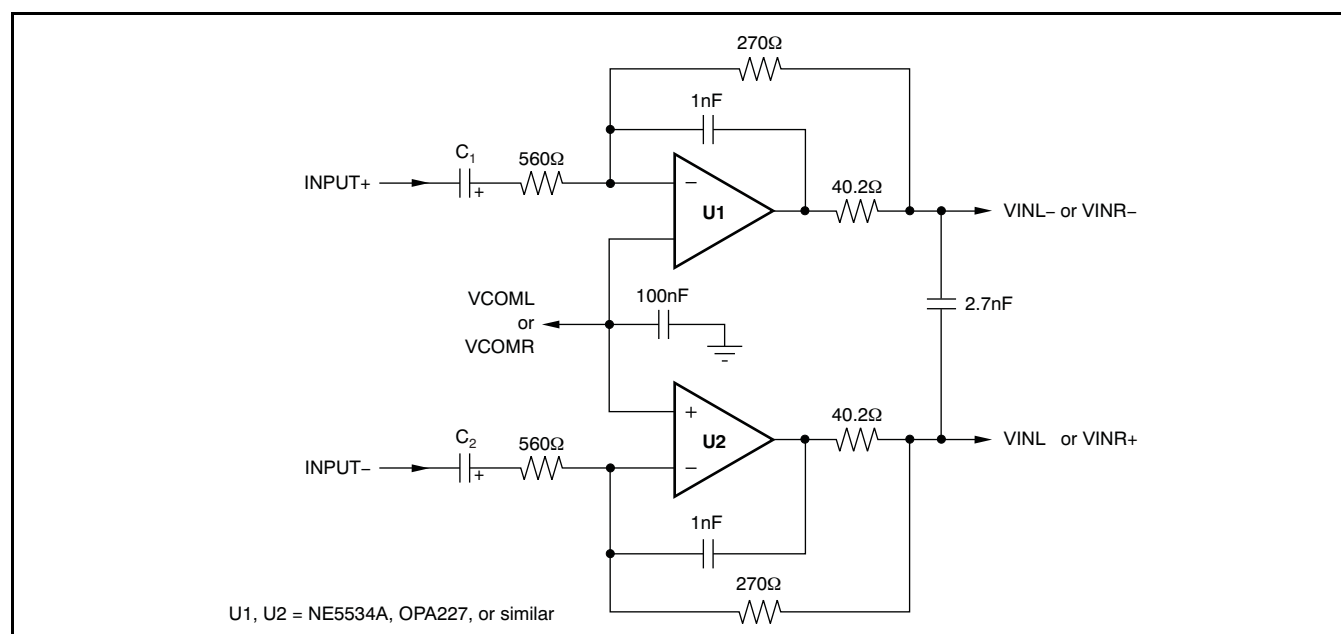 270Ω
1nF
C₁
560Ω
INPUT+
+
−
U1
40.2Ω
VINL− or VINR−
VCOML
or
VCOMR
100nF
2.7nF
+
U2
−
40.2Ω
VINL or VINR+
C₂
560Ω
INPUT−
+
1nF
270Ω
U1, U2 = NE5534A, OPA227, or similar